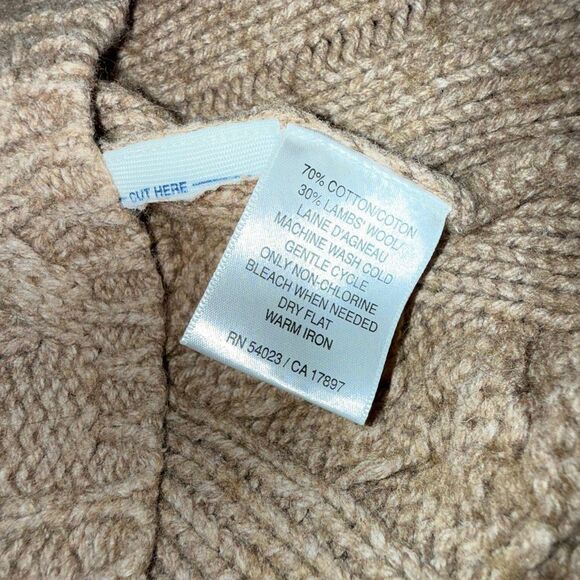 CUT HERE
70% COTTON/COTON
30% LAMBS' WOOL/
LAINE D'AGNEAU
MACHINE WASH COLD
GENTLE CYCLE
ONLY NON-CHLORINE
BLEACH WHEN NEEDED
DRY FLAT
WARM IRON
RN 54023 / CA 17897